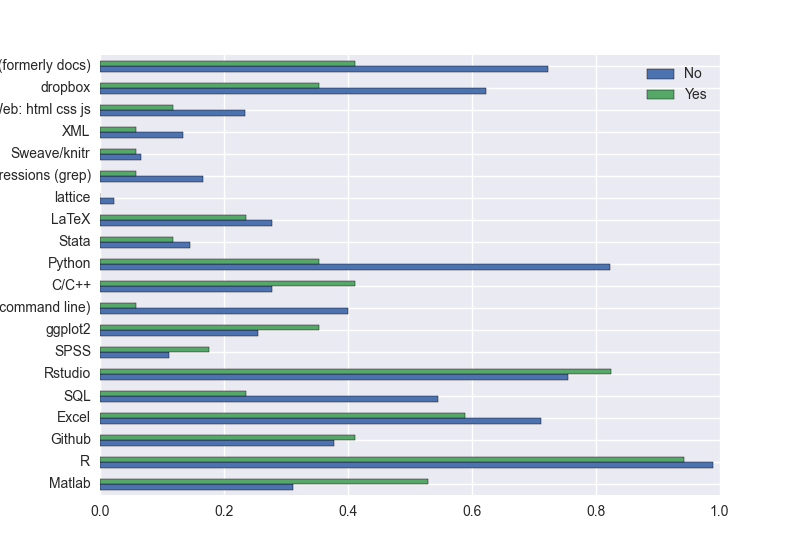 (formerly docs)
dropbox
Web: html css js
XML
Sweave/knitr
ressions (grep)
lattice
LaTeX
Stata
Python
C/C++
command line)
ggplot2
SPSS
Rstudio
SQL
Excel
Github
R
Matlab
No
Yes
0.0 0.2 0.4 0.6 0.8 1.0